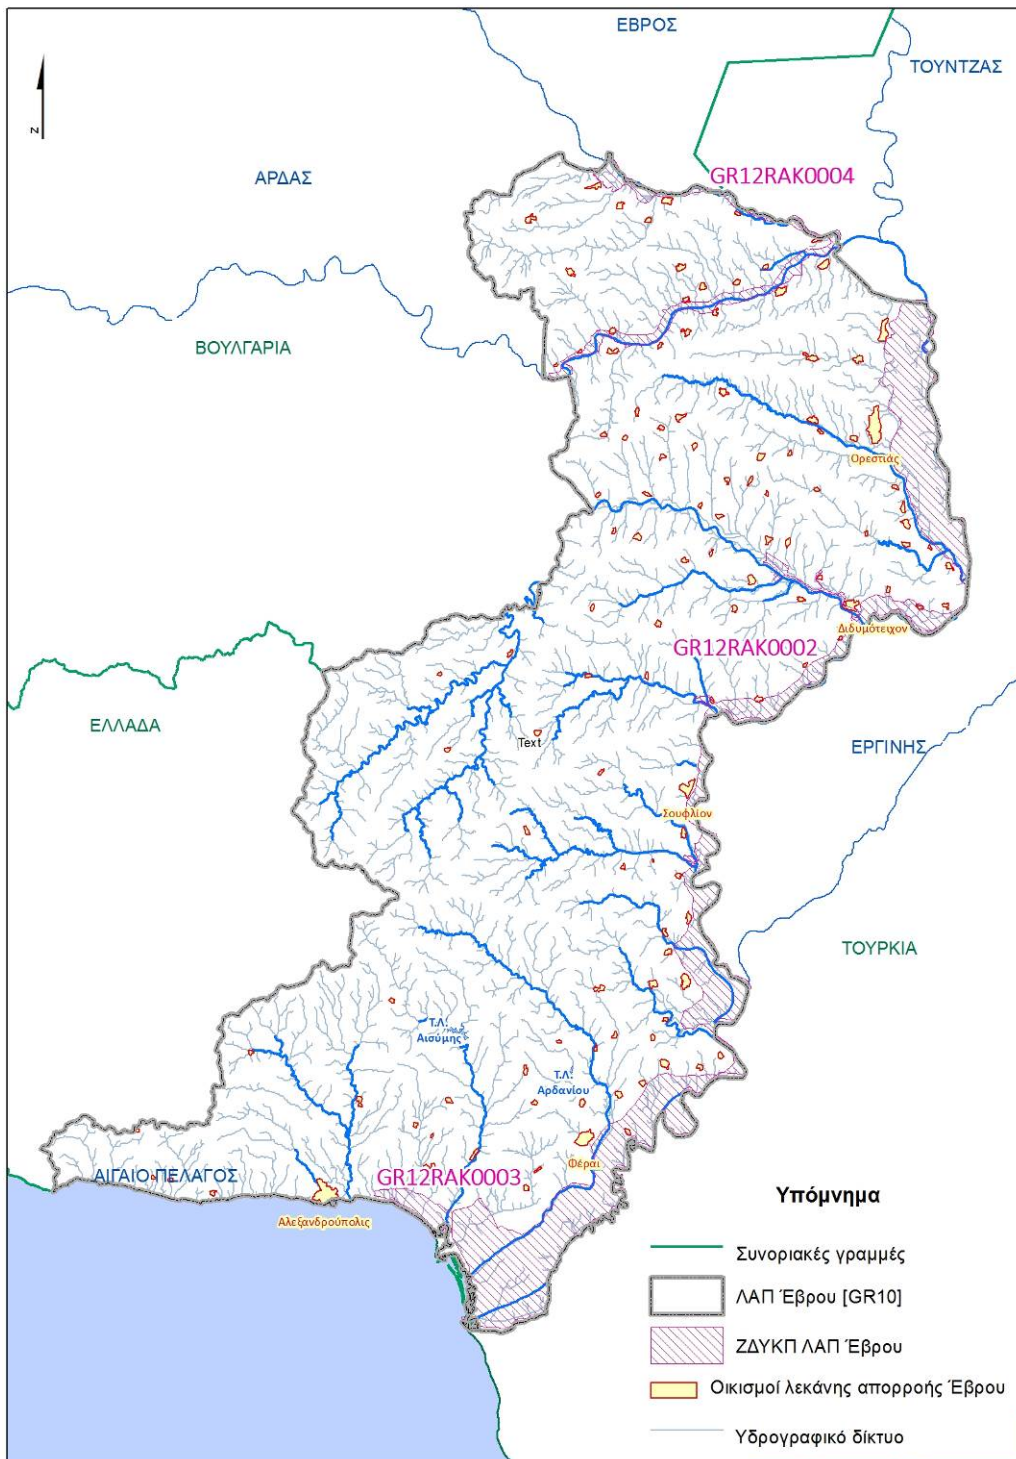 ΕΒΡΟΣ
ΤΟΥΝΤΖΑΣ
z
ΑΡΔΑΣ
GR12RAK0004
ΒΟΥΛΓΑΡΙΑ
Ορεστιάς
Διδυμότειχον
GR12RAK0002
ΕΛΛΑΔΑ
Text
ΕΡΓΙΝΗΣ
Σουφλίον
ΤΟΥΡΚΙΑ
Τ.Λ.
Αισύμης
Τ.Λ.
Αρδανίου
Φέραι
ΑΙΓΑΙΟ ΠΕΛΑΓΟΣ
GR12RAK0003
Αλεξανδρούπολις
Υπόμνημα
Συνοριακές γραμμές
ΛΑΠ Έβρου [GR10]
ΖΔΥΚΠ ΛΑΠ Έβρου
Οικισμοί λεκάνης απορροής Έβρου
Υδρογραφικό δίκτυο